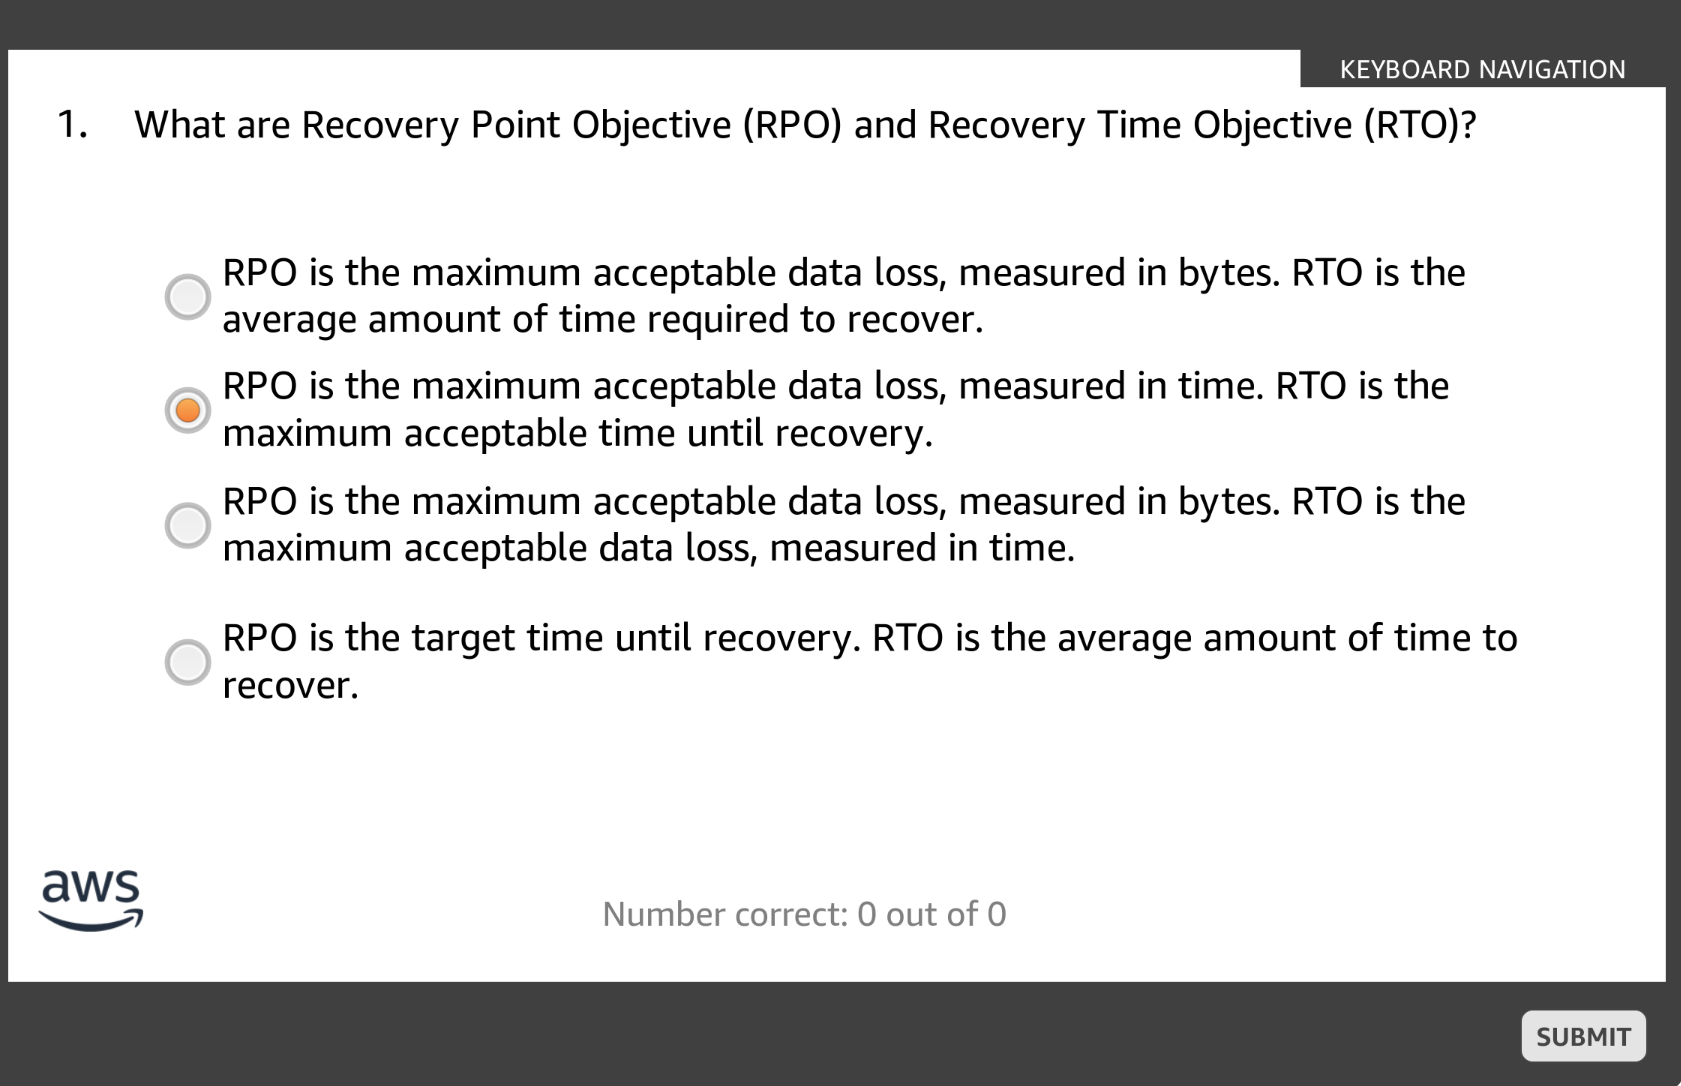 KEYBOARD NAVIGATION
1. What are Recovery Point Objective (RPO) and Recovery Time Objective (RTO)?
RPO is the maximum acceptable data loss, measured in bytes. RTO is the
average amount of time required to recover.
RPO is the maximum acceptable data loss, measured in time. RTO is the
maximum acceptable time until recovery.
RPO is the maximum acceptable data loss, measured in bytes. RTO is the
maximum acceptable data loss, measured in time.
RPO is the target time until recovery. RTO is the average amount of time to
recover.
aws
Number correct: 0 out of 0
SUBMIT